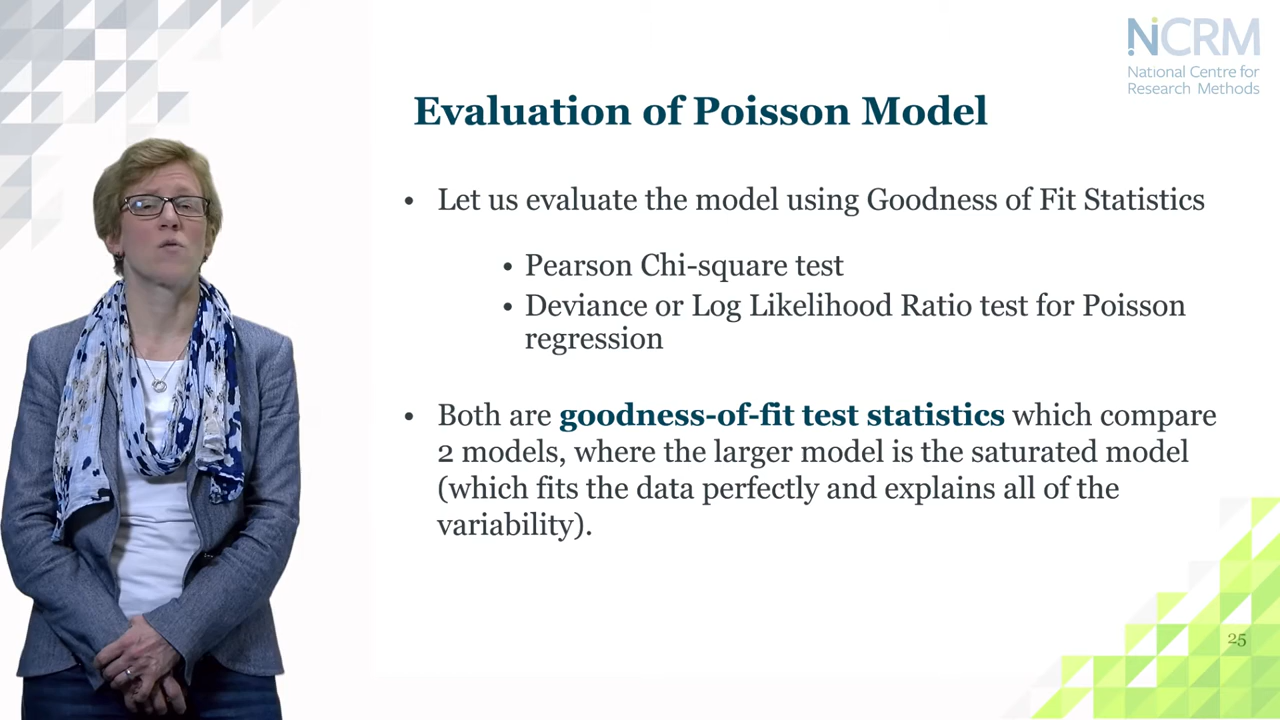 NCRM
National Centre for
Research Methods
Evaluation of Poisson Model
• Let us evaluate the model using Goodness of Fit Statistics
• Pearson Chi-square test
• Deviance or Log Likelihood Ratio test for Poisson
regression
• Both are goodness-of-fit test statistics which compare
2 models, where the larger model is the saturated model
(which fits the data perfectly and explains all of the
variability).
25